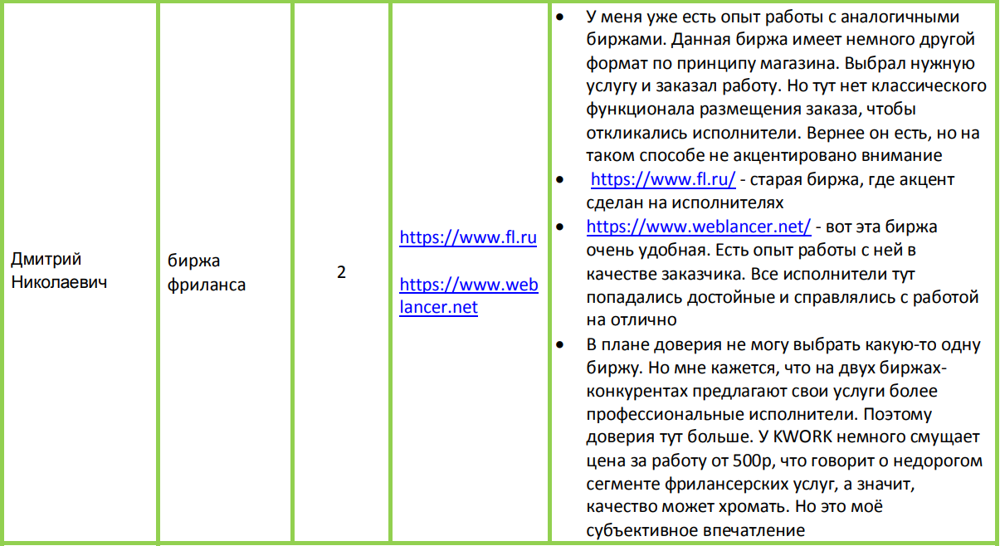 Дмитрий
Николаевич
биржа
фриланса
2
https://www.fl.ru
https://www.web
lancer.net
• У меня уже есть опыт работы с аналогичными
биржами. Данная биржа имеет немного другой
формат по принципу магазина. Выбрал нужную
услугу и заказал работу. Но тут нет классического
функционала размещения заказа, чтобы
откликались исполнители. Вернее он есть, но на
таком способе не акцентировано внимание
• https://www.fl.ru/ - старая биржа, где акцент
сделан на исполнителях
• https://www.weblancer.net/ - вот эта биржа
очень удобная. Есть опыт работы с ней в
качестве заказчика. Все исполнители тут
попадались достойные и справлялись с работой
на отлично
• В плане доверия не могу выбрать какую-то одну
биржу. Но мне кажется, что на двух биржах-
конкурентах предлагают свои услуги более
профессиональные исполнители. Поэтому
доверия тут больше. У KWORK немного смущает
цена за работу от 500р, что говорит о недорогом
сегменте фрилансерских услуг, а значит,
качество может хромать. Но это моё
субъективное впечатление